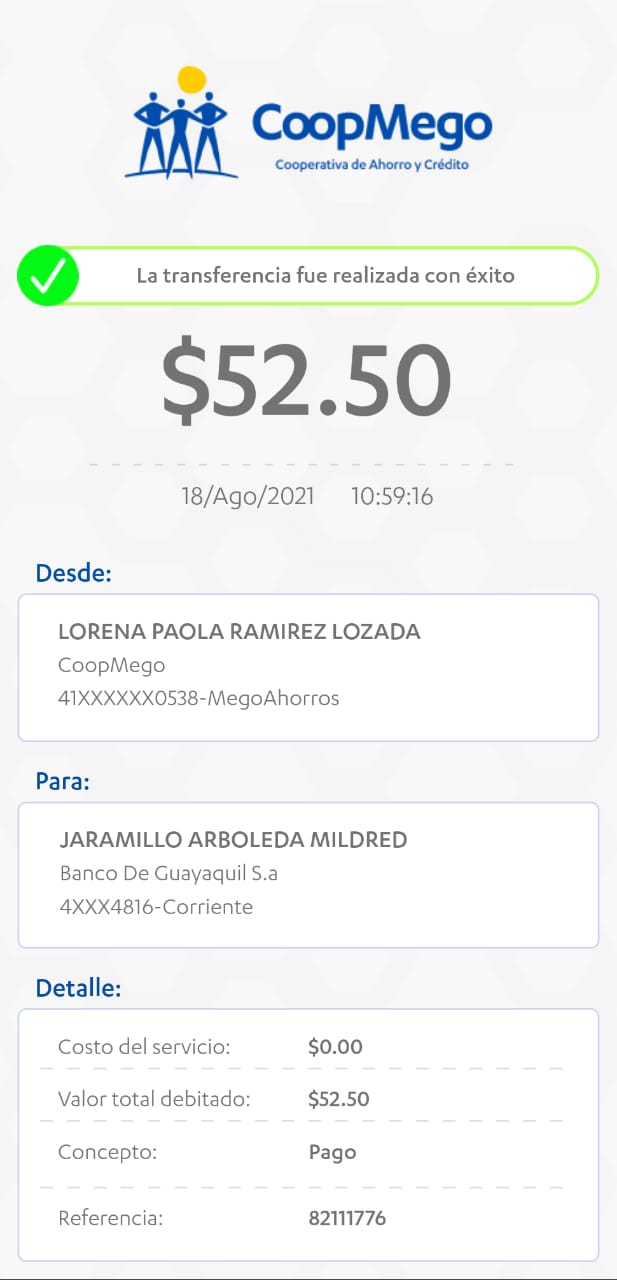 CoopMego
Cooperativa de Ahorro y Crédito
La transferencia fue realizada con éxito
$52.50
18/Ago/2021 10:59:16
Desde:
LORENA PAOLA RAMIREZ LOZADA
CoopMego
41XXXXXX0538-MegoAhorros
Para:
JARAMILLO ARBOLEDA MILDRED
Banco De Guayaquil S.a
4XXX4816-Corriente
Detalle:
Costo del servicio: $0.00
Valor total debitado: $52.50
Concepto: Pago
Referencia: 82111776